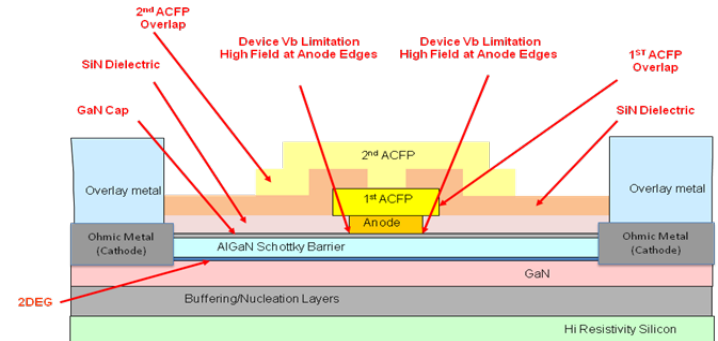 2nd ACFP
Overlap
Device Vb Limitation
High Field at Anode Edges
Device Vb Limitation
High Field at Anode Edges
1ST ACFP
Overlap
SiN Dielectric
GaN Cap
SiN Dielectric
2nd ACFP
Overlay metal
1st ACFP
Overlay metal
Anode
Ohmic Metal
(Cathode)
AlGaN Schottky Barrier
Ohmic Metal
(Cathode)
GaN
2DEG
Buffering/Nucleation Layers
Hi Resistivity Silicon